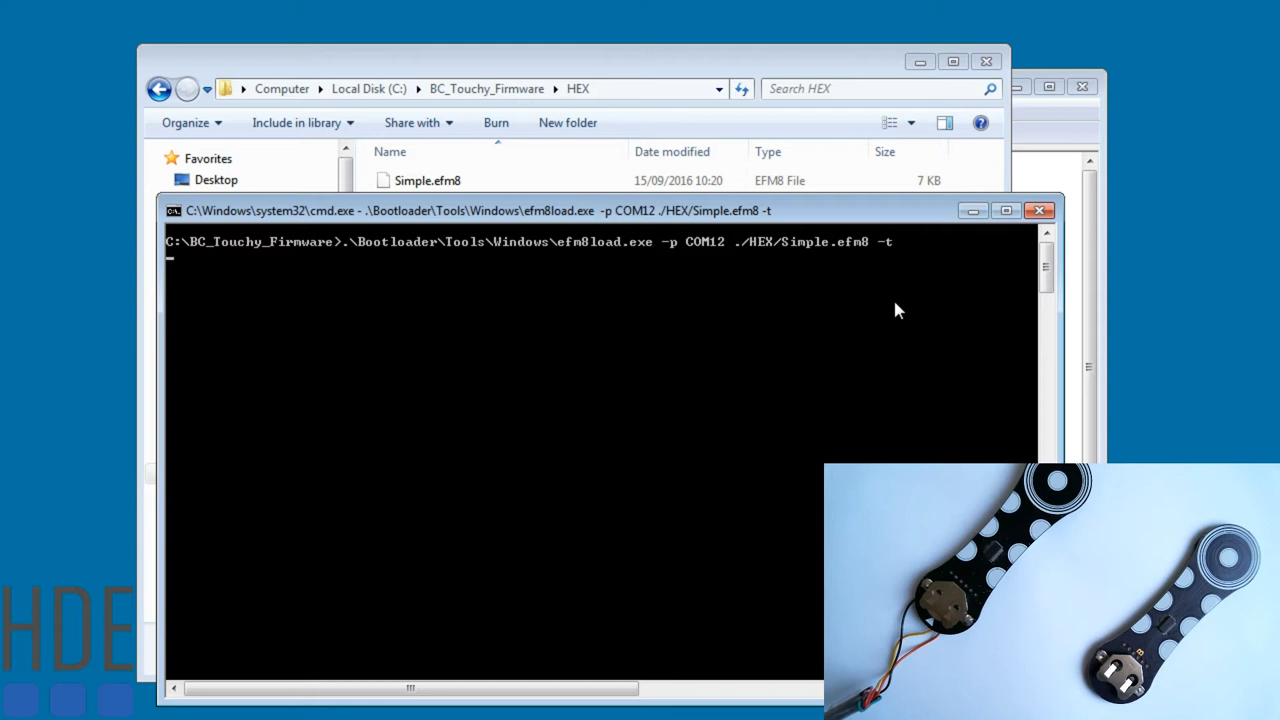 Computer Local Disk (C:) BC_Touchy_Firmware HEX Search HEX
Organize Include in library Share with Burn New folder
Favorites Name Date modified Type Size
Desktop Simple.efm8 15/09/2016 10:20 EFM8 File 7 KB
C:\Windows\system32\cmd.exe - .\Bootloader\Tools\Windows\efm8load.exe -p COM12 ./HEX/Simple.efm8 -t
C:\BC_Touchy_Firmware>.\Bootloader\Tools\Windows\efm8load.exe -p COM12 ./HEX/Simple.efm8 -t
HDE